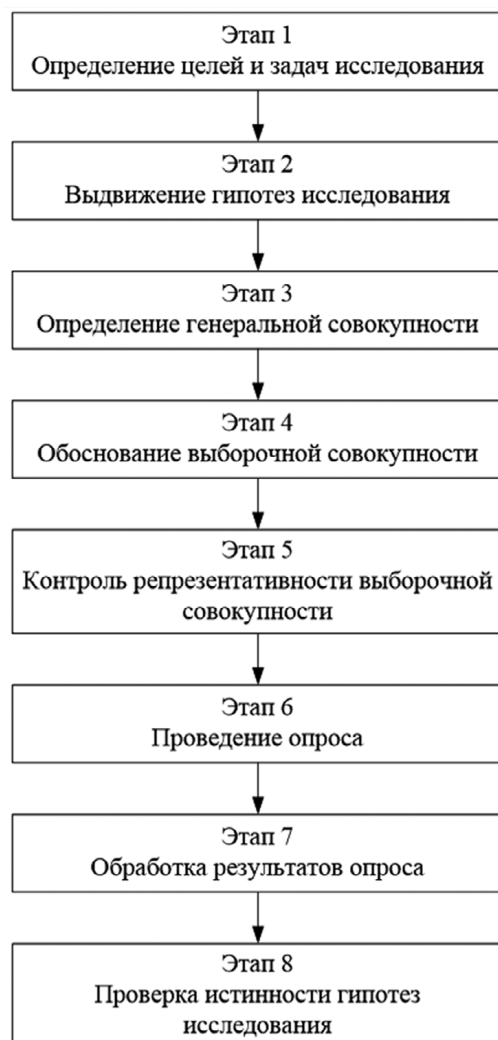 Этап 1
Определение целей и задач исследования
Этап 2
Выдвижение гипотез исследования
Этап 3
Определение генеральной совокупности
Этап 4
Обоснование выборочной совокупности
Этап 5
Контроль репрезентативности выборочной
совокупности
Этап 6
Проведение опроса
Этап 7
Обработка результатов опроса
Этап 8
Проверка истинности гипотез
исследования